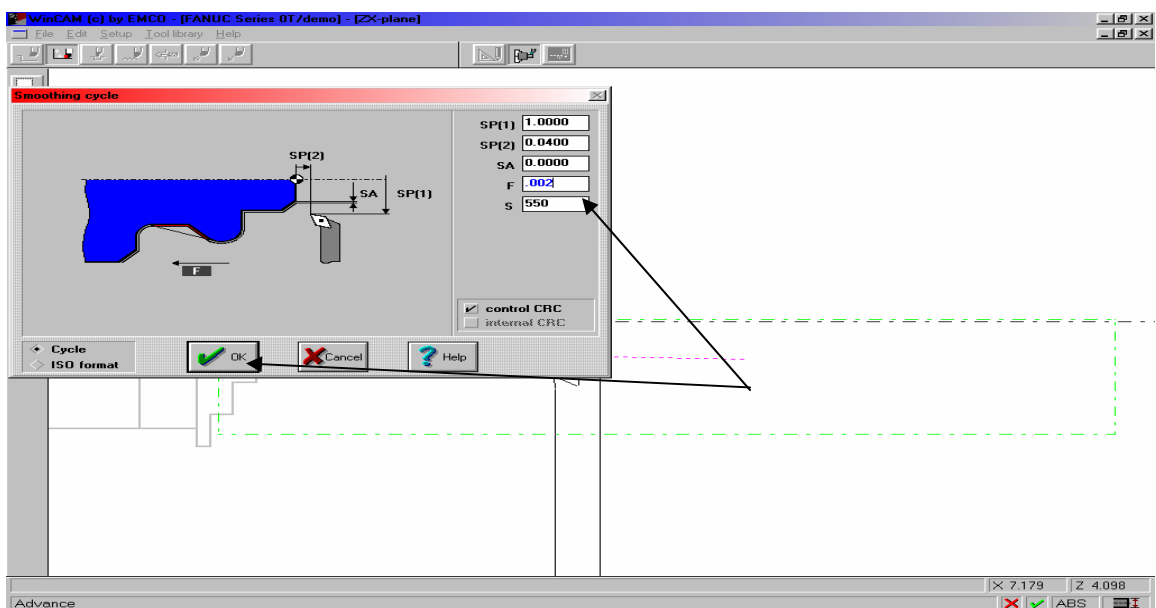 WinCAM (c) by EMCO - [FANUC Series 0T/demo] - [ZX-plane]
File Edit Setup Tool library Help
Smoothing cycle
SP(1) 1.0000
SP(2) 0.0400
SA 0.0000
F .002
S 550
SP(2)
SA SP(1)
F
control CRC
internal CRC
Cycle
ISO format
OK
Cancel
Help
X 7.179 Z 4.098
Advance
ABS